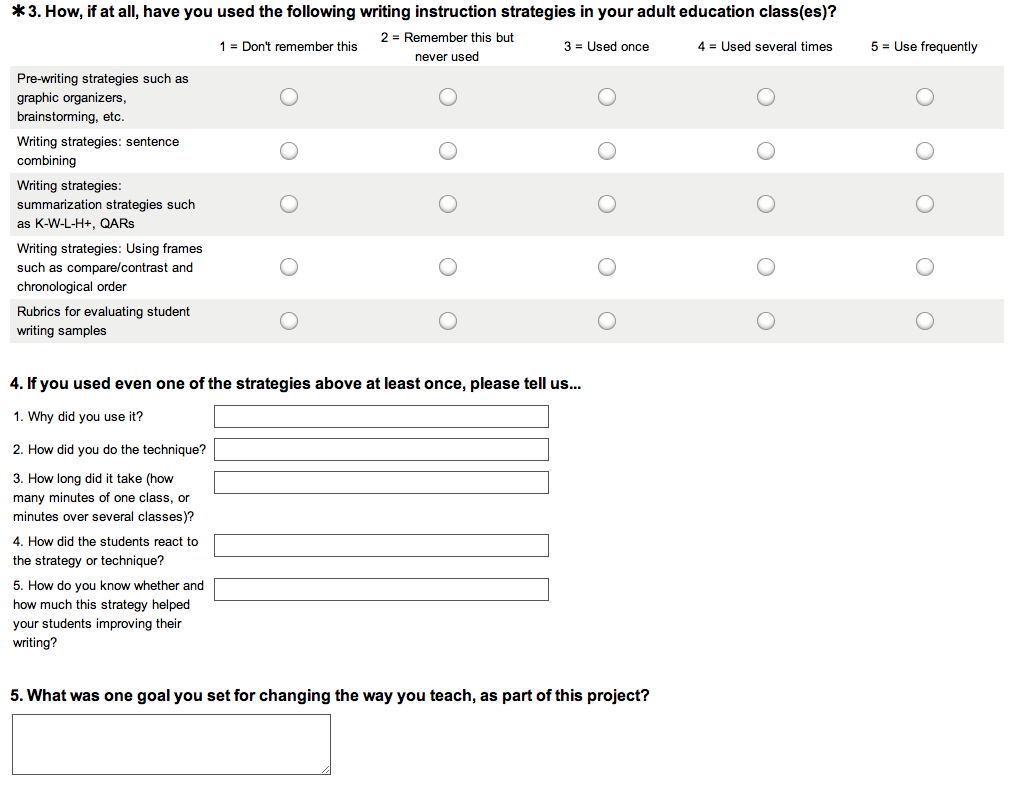 *3. How, if at all, have you used the following writing instruction strategies in your adult education class(es)?
1 = Don't remember this
2 = Remember this but
never used
3 = Used once
4 = Used several times
5 = Use frequently
Pre-writing strategies such as
graphic organizers,
brainstorming, etc.
Writing strategies: sentence
combining
Writing strategies:
summarization strategies such
as K-W-L-H+, QARs
Writing strategies: Using frames
such as compare/contrast and
chronological order
Rubrics for evaluating student
writing samples
4. If you used even one of the strategies above at least once, please tell us...
1. Why did you use it?
2. How did you do the technique?
3. How long did it take (how
many minutes of one class, or
minutes over several classes)?
4. How did the students react to
the strategy or technique?
5. How do you know whether and
how much this strategy helped
your students improving their
writing?
5. What was one goal you set for changing the way you teach, as part of this project?